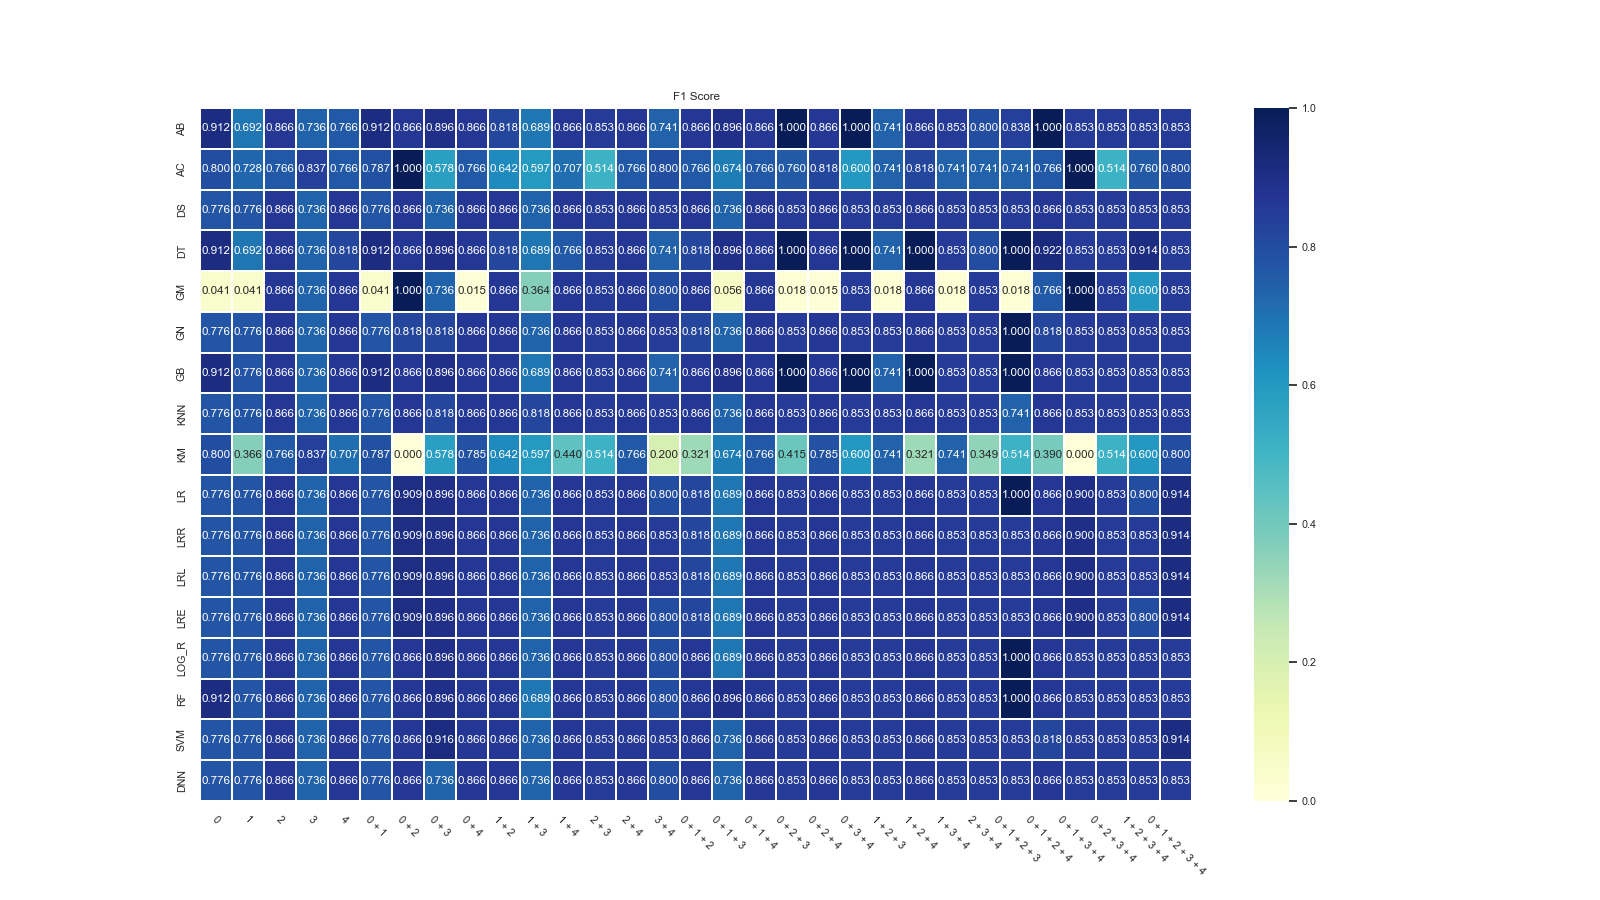 F1 Score
AB 0.912 0.692 0.866 0.736 0.766 0.912 0.866 0.896 0.866 0.818 0.689 0.866 0.853 0.866 0.741 0.866 0.896 0.866 1.000 0.866 1.000 0.741 0.866 0.853 0.800 0.838 1.000 0.853 0.853 0.853 0.853 1.0
AC 0.800 0.728 0.766 0.837 0.766 0.787 1.000 0.578 0.766 0.642 0.597 0.707 0.514 0.766 0.800 0.766 0.674 0.766 0.760 0.818 0.600 0.741 0.818 0.741 0.741 0.741 0.766 1.000 0.514 0.760 0.800
DS 0.776 0.776 0.866 0.736 0.866 0.776 0.866 0.736 0.866 0.866 0.736 0.866 0.853 0.866 0.853 0.866 0.736 0.866 0.853 0.866 0.853 0.853 0.866 0.853 0.853 0.853 0.866 0.853 0.853 0.853 0.853
DT 0.912 0.692 0.866 0.736 0.818 0.912 0.866 0.896 0.866 0.818 0.689 0.766 0.853 0.866 0.741 0.818 0.896 0.866 1.000 0.866 1.000 0.741 1.000 0.853 0.800 1.000 0.922 0.853 0.853 0.914 0.853 0.8
GM 0.041 0.041 0.866 0.736 0.866 0.041 1.000 0.736 0.015 0.866 0.364 0.866 0.853 0.866 0.800 0.866 0.056 0.866 0.018 0.015 0.853 0.018 0.866 0.018 0.853 0.018 0.766 1.000 0.853 0.600 0.853
GN 0.776 0.776 0.866 0.736 0.866 0.776 0.818 0.818 0.866 0.866 0.736 0.866 0.853 0.866 0.853 0.818 0.736 0.866 0.853 0.866 0.853 0.853 0.866 0.853 0.853 1.000 0.818 0.853 0.853 0.853 0.853
GB 0.912 0.776 0.866 0.736 0.866 0.912 0.866 0.896 0.866 0.866 0.689 0.866 0.853 0.866 0.741 0.866 0.896 0.866 1.000 0.866 1.000 0.741 1.000 0.853 0.853 1.000 0.866 0.853 0.853 0.853 0.853 0.6
KNN 0.776 0.776 0.866 0.736 0.866 0.776 0.866 0.818 0.866 0.866 0.818 0.866 0.853 0.866 0.853 0.866 0.736 0.866 0.853 0.866 0.853 0.853 0.866 0.853 0.853 0.741 0.866 0.853 0.853 0.853 0.853
KM 0.800 0.366 0.766 0.837 0.707 0.787 0.000 0.578 0.785 0.642 0.597 0.440 0.514 0.766 0.200 0.321 0.674 0.766 0.415 0.785 0.600 0.741 0.321 0.741 0.349 0.514 0.390 0.000 0.514 0.600 0.800
LR 0.776 0.776 0.866 0.736 0.866 0.776 0.909 0.896 0.866 0.866 0.736 0.866 0.853 0.866 0.800 0.818 0.689 0.866 0.853 0.866 0.853 0.853 0.866 0.853 0.853 1.000 0.866 0.900 0.853 0.800 0.914
0.4
LRR 0.776 0.776 0.866 0.736 0.866 0.776 0.909 0.896 0.866 0.866 0.736 0.866 0.853 0.866 0.853 0.818 0.689 0.866 0.853 0.866 0.853 0.853 0.866 0.853 0.853 0.853 0.866 0.900 0.853 0.853 0.914
LRL 0.776 0.776 0.866 0.736 0.866 0.776 0.909 0.896 0.866 0.866 0.736 0.866 0.853 0.866 0.853 0.818 0.689 0.866 0.853 0.866 0.853 0.853 0.866 0.853 0.853 0.853 0.866 0.900 0.853 0.853 0.914
LRE 0.776 0.776 0.866 0.736 0.866 0.776 0.909 0.896 0.866 0.866 0.736 0.866 0.853 0.866 0.800 0.818 0.689 0.866 0.853 0.866 0.853 0.853 0.866 0.853 0.853 0.853 0.866 0.900 0.853 0.800 0.914
LOG_R 0.776 0.776 0.866 0.736 0.866 0.776 0.866 0.896 0.866 0.866 0.736 0.866 0.853 0.866 0.800 0.866 0.689 0.866 0.853 0.866 0.853 0.853 0.866 0.853 0.853 1.000 0.866 0.853 0.853 0.853 0.853 0.2
RF 0.912 0.776 0.866 0.736 0.866 0.776 0.866 0.896 0.866 0.866 0.689 0.866 0.853 0.866 0.800 0.866 0.896 0.866 0.853 0.866 0.853 0.853 0.866 0.853 0.853 1.000 0.866 0.853 0.853 0.853 0.853
SVM 0.776 0.776 0.866 0.736 0.866 0.776 0.866 0.916 0.866 0.866 0.736 0.866 0.853 0.866 0.853 0.866 0.736 0.866 0.853 0.866 0.853 0.853 0.866 0.853 0.853 0.853 0.818 0.853 0.853 0.853 0.914
DNN 0.776 0.776 0.866 0.736 0.866 0.776 0.866 0.736 0.866 0.866 0.736 0.866 0.853 0.866 0.800 0.866 0.736 0.866 0.853 0.866 0.853 0.853 0.866 0.853 0.853 0.853 0.866 0.853 0.853 0.853 0.853
0.0
0
1
2
3
4
0 + 1
0 + 2
0 + 3
0 + 4
1 + 2
1 + 3
1 + 4
2 + 3
2 + 4
3 + 4
0 + 1 + 2
0 + 1 + 3
0 + 1 + 4
0 + 2 + 3
0 + 2 + 4
0 + 3 + 4
1 + 2 + 3
1 + 2 + 4
1 + 3 + 4
2 + 3 + 4
0 + 1 + 2 + 3
0 + 1 + 2 + 4
0 + 1 + 3 + 4
0 + 2 + 3 + 4
1 + 2 + 3 + 4
0 + 1 + 2 + 3 + 4